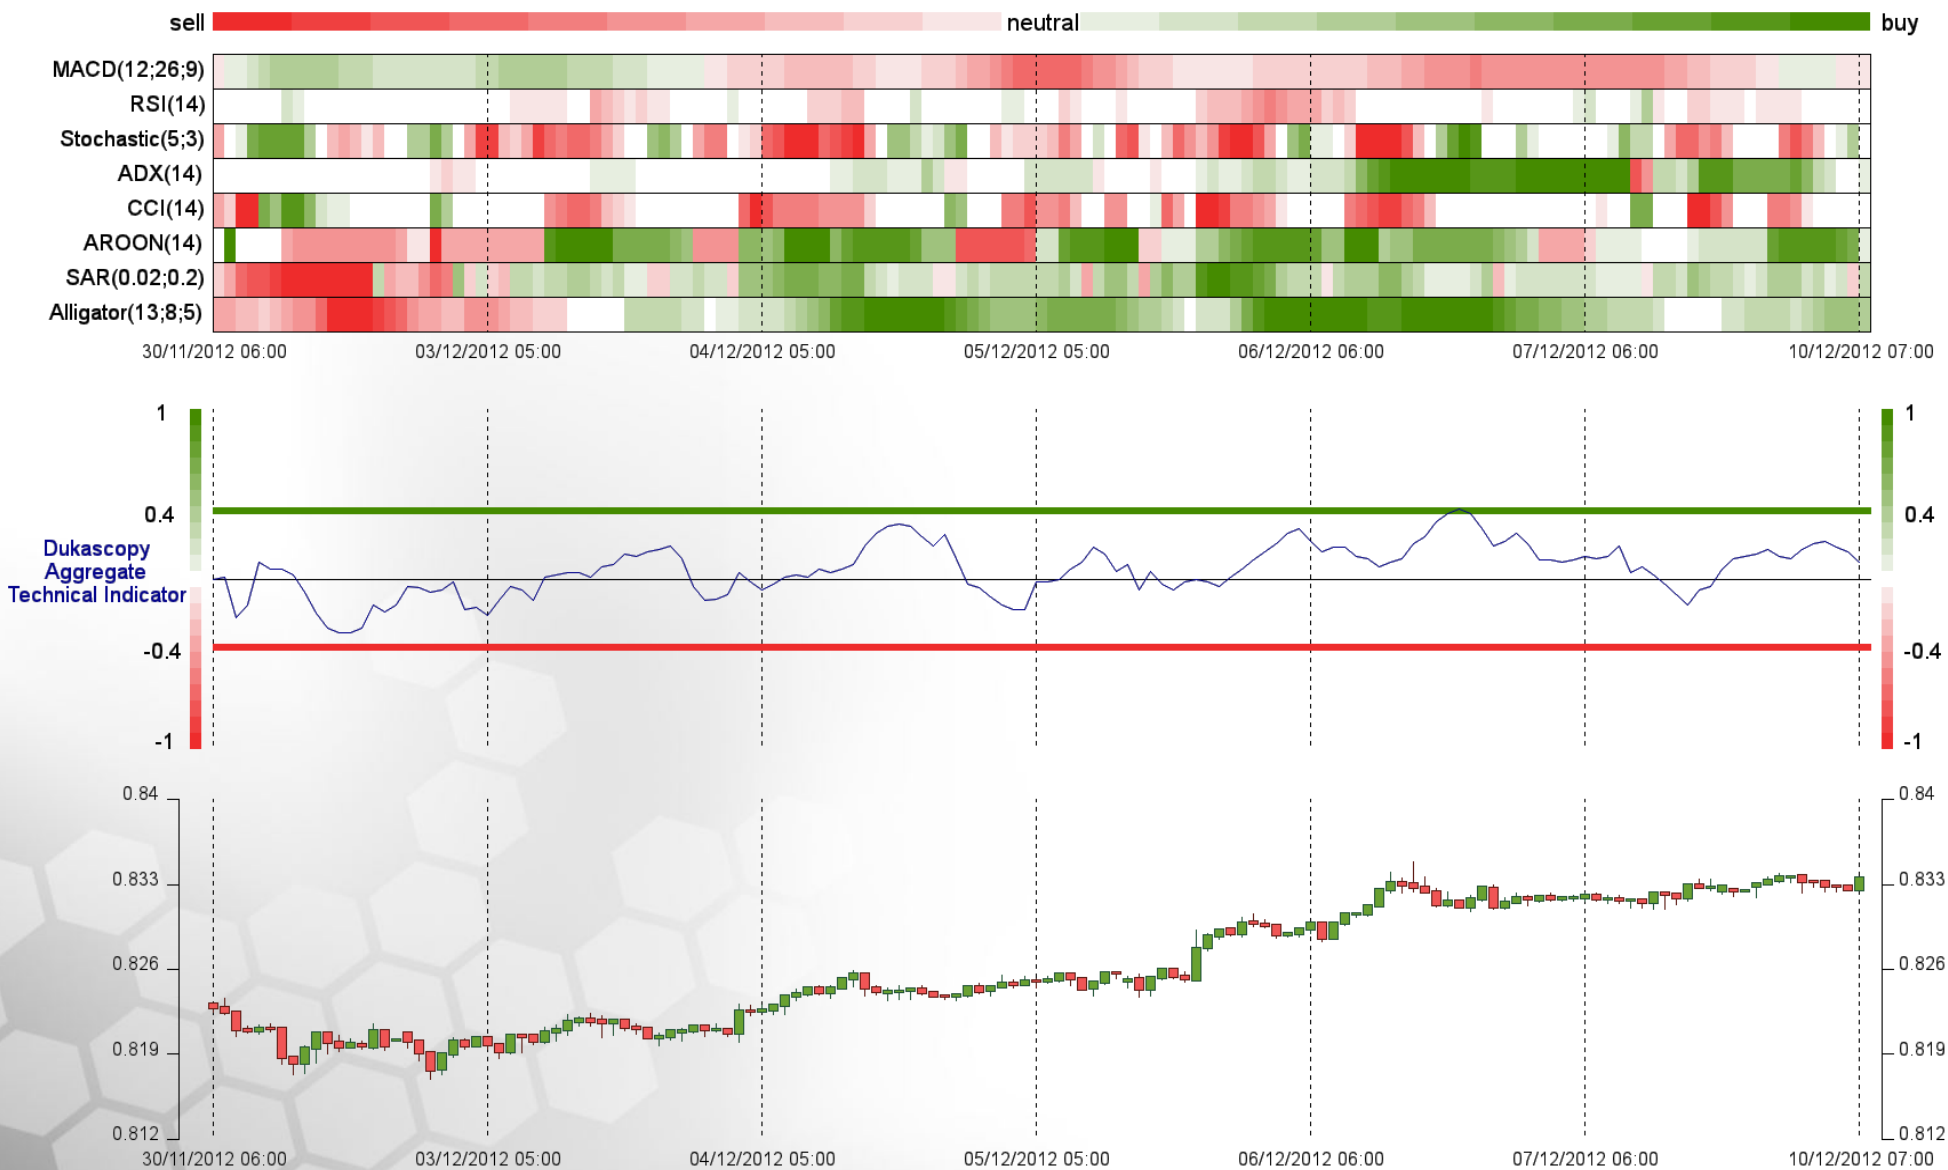 sell neutral buy
MACD(12;26;9)
RSI(14)
Stochastic(5;3)
ADX(14)
CCI(14)
AROON(14)
SAR(0.02;0.2)
Alligator(13;8;5)
30/11/2012 06:00 03/12/2012 05:00 04/12/2012 05:00 05/12/2012 05:00 06/12/2012 06:00 07/12/2012 06:00 10/12/2012 07:00
1 1
0.4 0.4
Dukascopy
Aggregate
Technical Indicator
-0.4 -0.4
-1 -1
0.84 0.84
0.833 0.833
0.826 0.826
0.819 0.819
0.812 0.812
30/11/2012 06:00 03/12/2012 05:00 04/12/2012 05:00 05/12/2012 05:00 06/12/2012 06:00 07/12/2012 06:00 10/12/2012 07:00